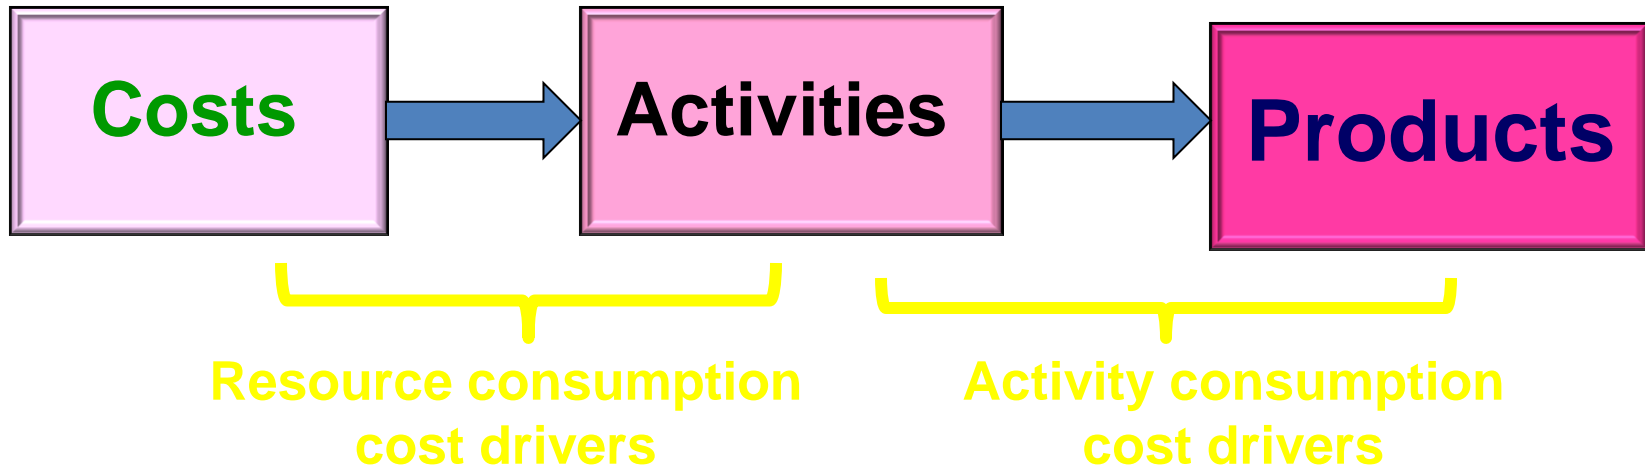 Costs
Activities
Products
Resource consumption
cost drivers
Activity consumption
cost drivers